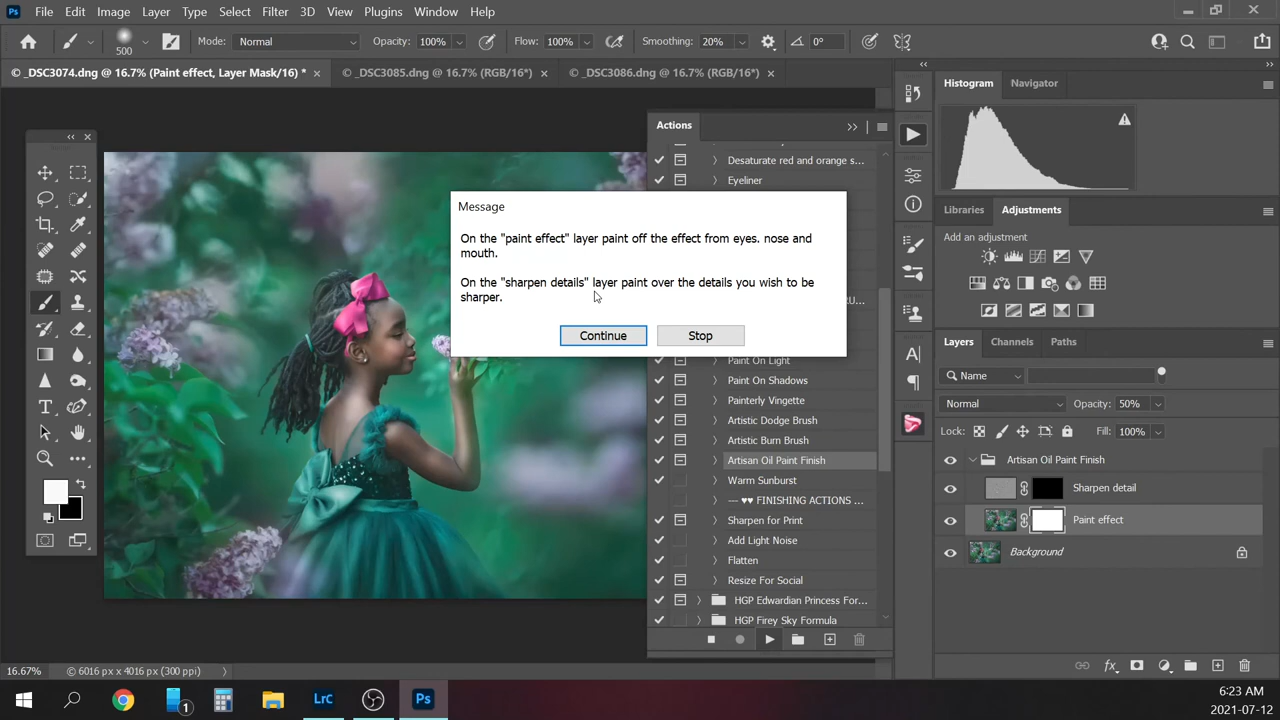 Ps File Edit Image Layer Type Select Filter 3D View Plugins Window Help
500 Mode: Normal Opacity: 100% Flow: 100% Smoothing: 20% 0°
© _DSC3074.dng @ 16.7% (Paint effect, Layer Mask/16) * × © _DSC3085.dng @ 16.7% (RGB/16*) × © _DSC3086.dng @ 16.7% (RGB/16*) ×
Histogram Navigator
Actions
Desaturate red and orange s...
Eyeliner
Message
On the "paint effect" layer paint off the effect from eyes. nose and
mouth.
On the "sharpen details" layer paint over the details you wish to be
sharper.
Continue Stop
RU...
Paint On Light
Paint On Shadows
Painterly Vingette
Artistic Dodge Brush
Artistic Burn Brush
Artisan Oil Paint Finish
Warm Sunburst
--- ♥♥ FINISHING ACTIONS ...
Sharpen for Print
Add Light Noise
Flatten
Resize For Social
HGP Edwardian Princess For...
HGP Firey Sky Formula
Libraries Adjustments
Add an adjustment
Layers Channels Paths
Name
Normal Opacity: 50%
Lock: Fill: 100%
Artisan Oil Paint Finish
Sharpen detail
Paint effect
Background
16.67% © 6016 px x 4016 px (300 ppi)
1 LrC Ps
6:23 AM
2021-07-12